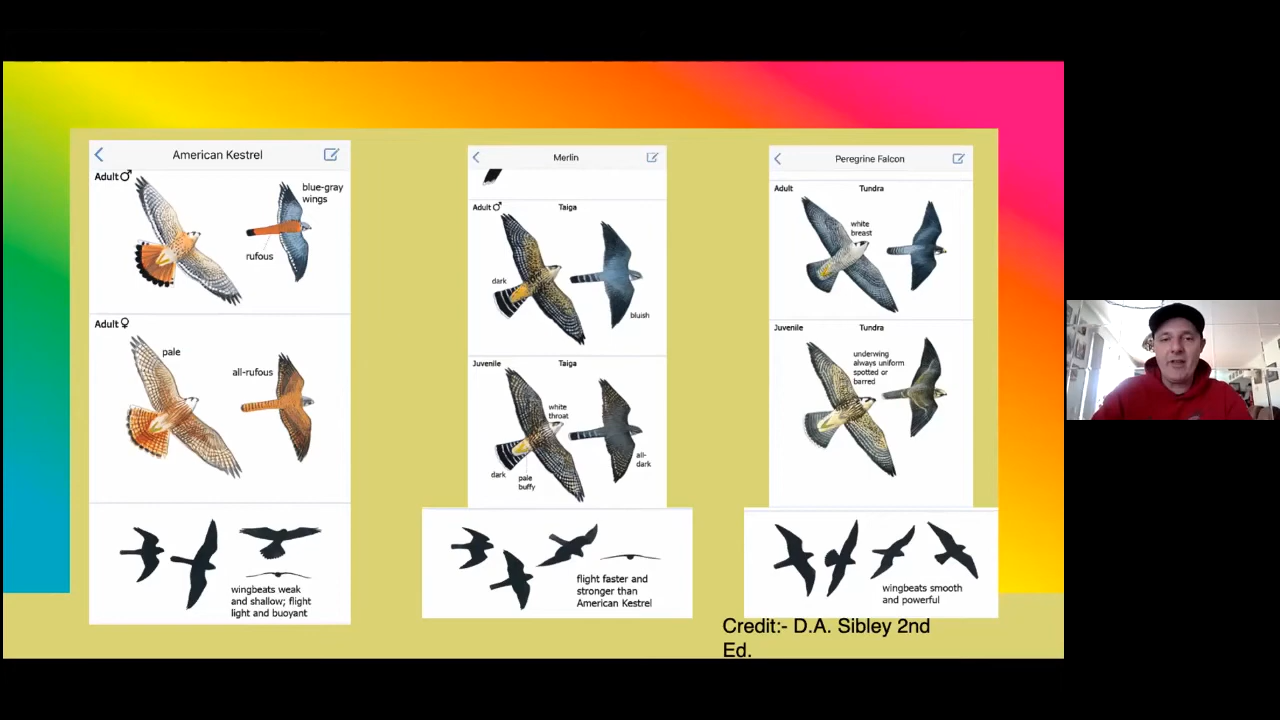 American Kestrel
Adult♂
blue-gray
wings
rufous
Adult♀
pale
all-rufous
wingbeats weak
and shallow; flight
light and buoyant
Merlin
Adult♂
Taiga
dark
bluish
Juvenile
Taiga
white
throat
dark
pale
buffy
all-
dark
flight faster and
stronger than
American Kestrel
Peregrine Falcon
Adult
Tundra
white
breast
Juvenile
Tundra
underwing
always uniform
spotted or
barred
wingbeats smooth
and powerful
Credit:- D.A. Sibley 2nd
Ed.